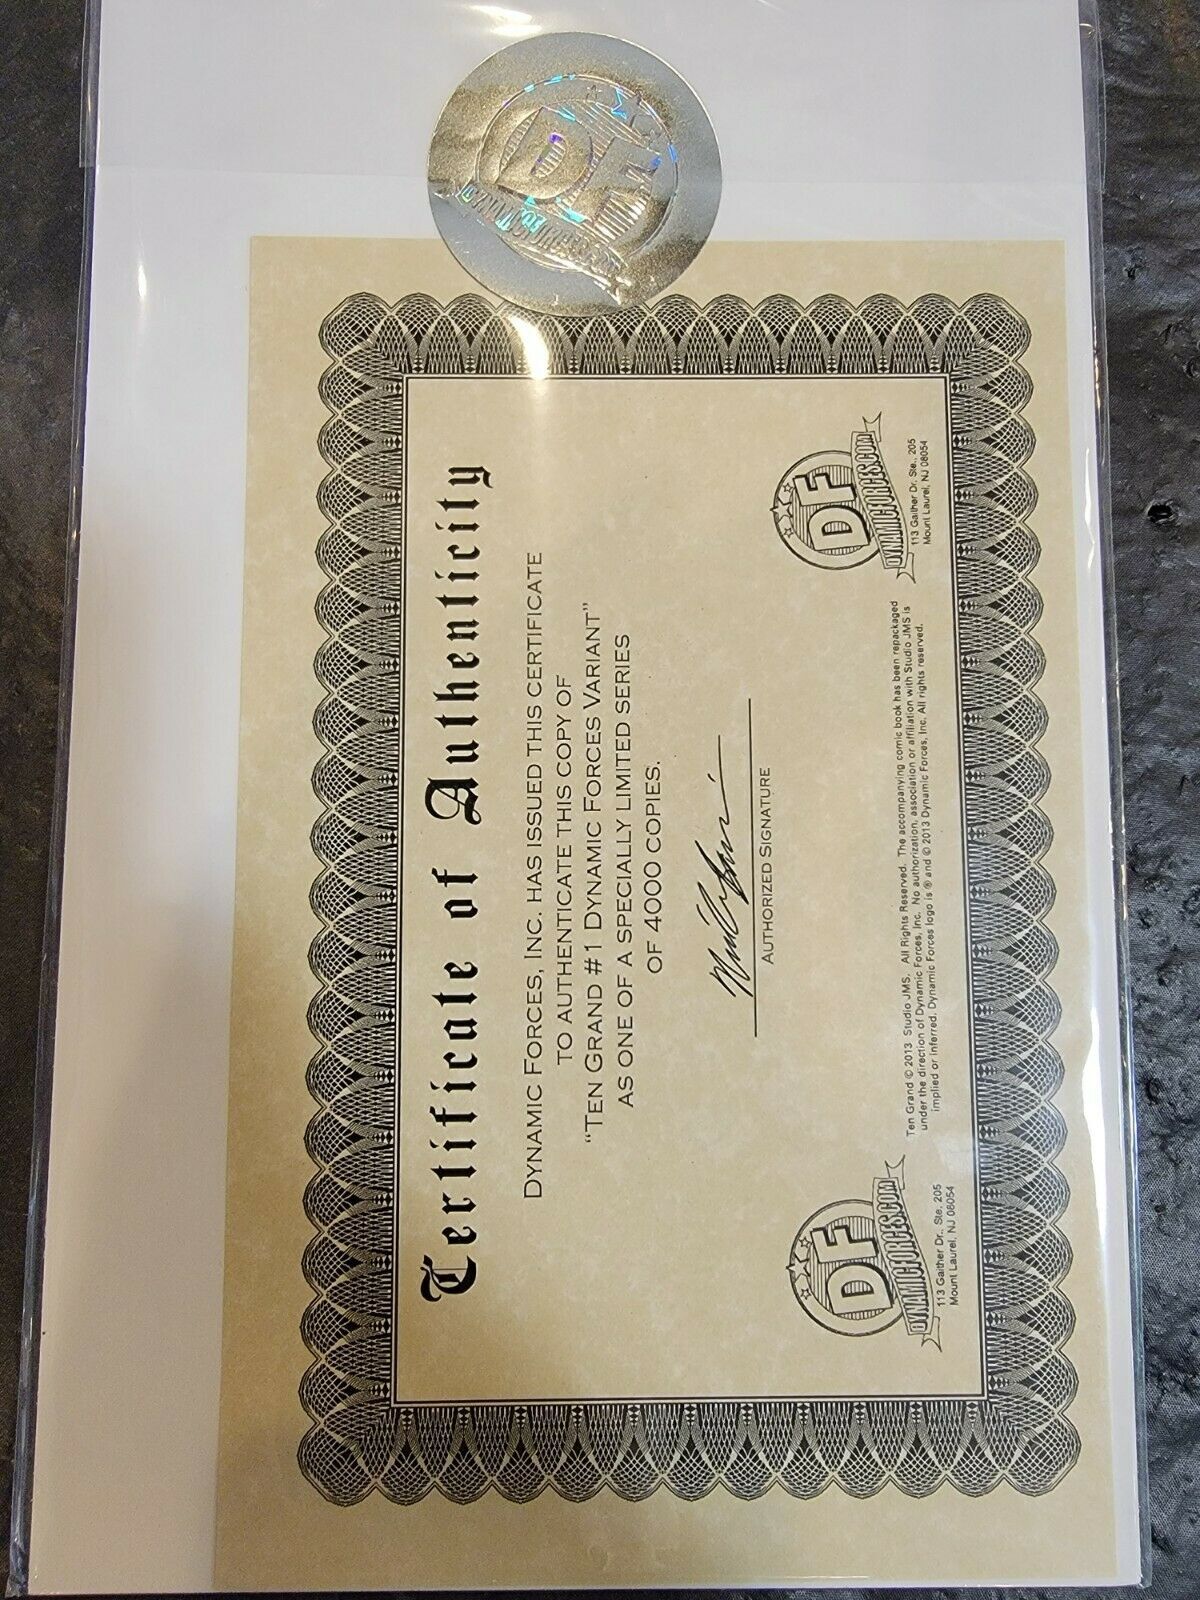 Certificate of Authenticity
DYNAMIC FORCES, INC. HAS ISSUED THIS CERTIFICATE
TO AUTHENTICATE THIS COPY OF
“TEN GRAND #1 DYNAMIC FORCES VARIANT”
AS ONE OF A SPECIALLY LIMITED SERIES
OF 4000 COPIES.
AUTHORIZED SIGNATURE
DF
DYNAMICFORCES.COM
113 Gaither Dr., Ste. 205
Mount Laurel, NJ 08054
Ten Grand © 2013 Studio JMS. All Rights Reserved. The accompanying comic book has been repackaged
under the direction of Dynamic Forces, Inc. No authorization, association or affiliation with Studio JMS is
implied or inferred. Dynamic Forces logo is ® and © 2013 Dynamic Forces, Inc. All rights reserved.
DF
DYNAMICFORCES.COM
113 Gaither Dr. Ste., 205
Mount Laurel, NJ 08054
DF